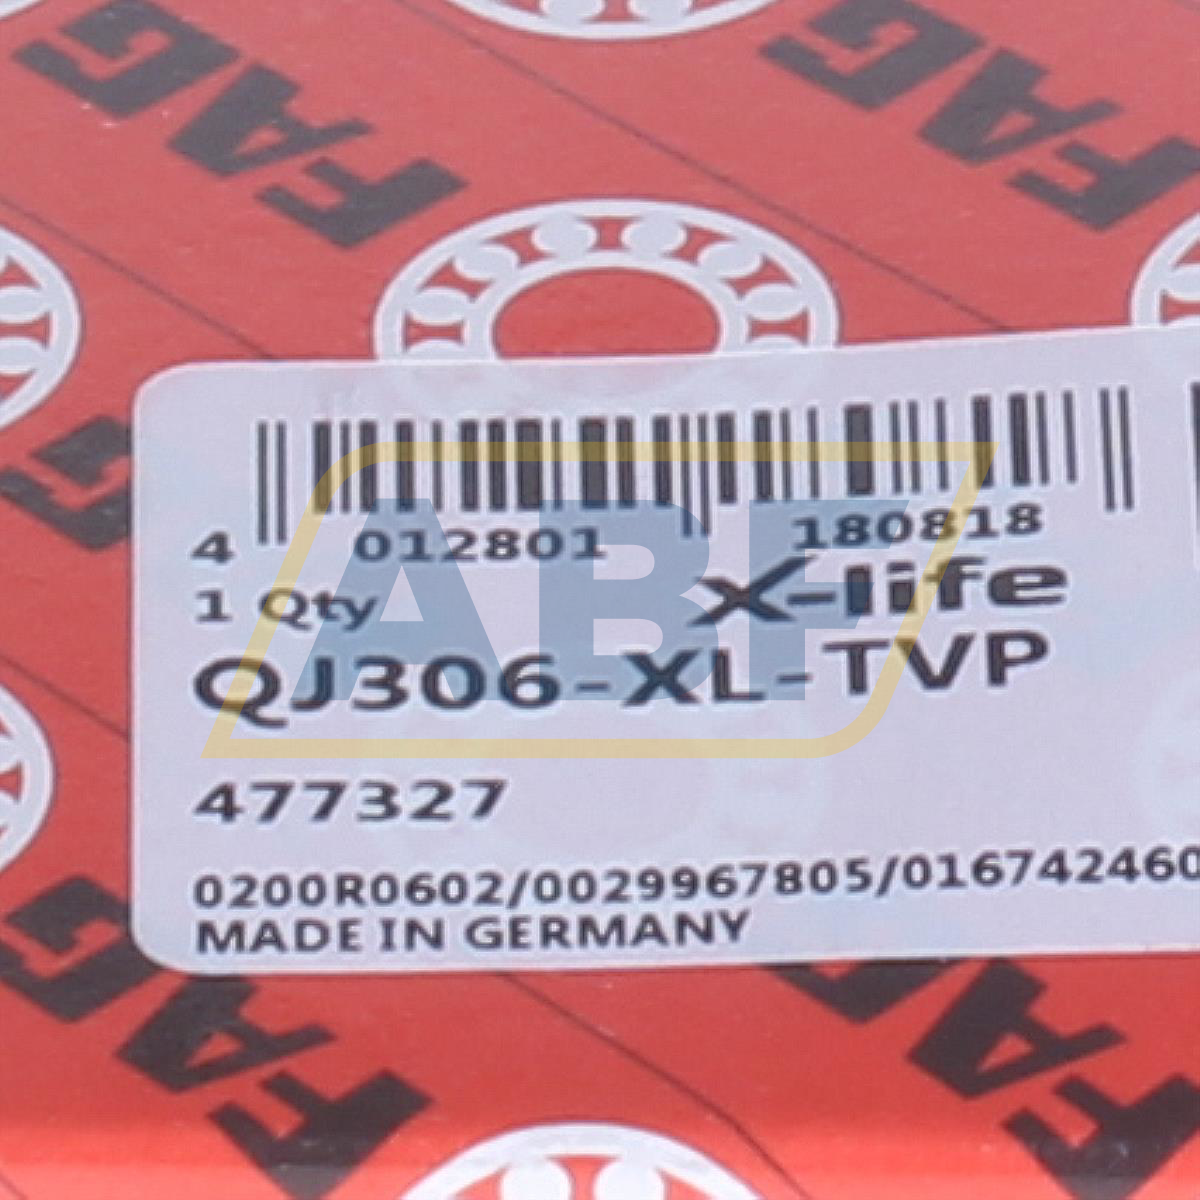 FAG FAG
4 012801 180818
1 Qty X-life
QJ306-XL-TVP
477327
0200R0602/0029967805/016742460
MADE IN GERMANY
ABF
FAG FAG